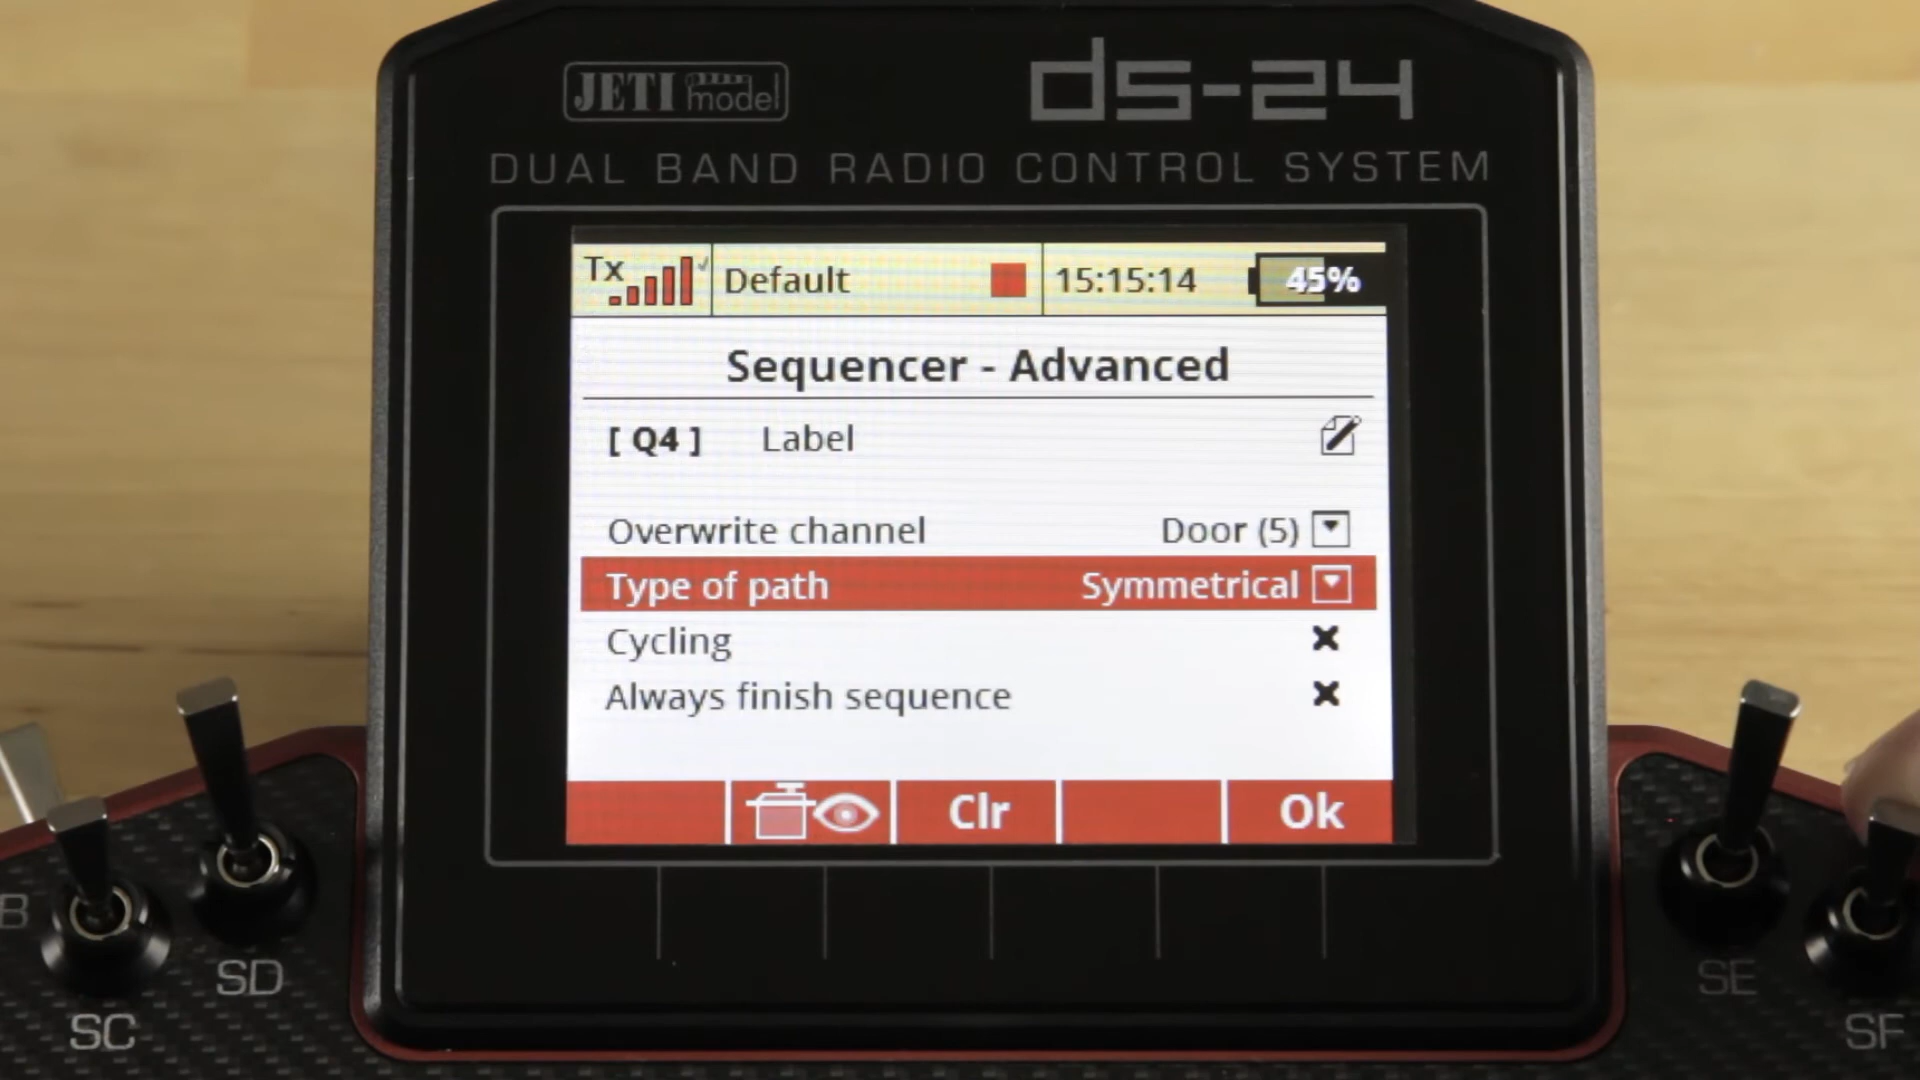 JETI model
ds-24
DUAL BAND RADIO CONTROL SYSTEM
Tx
Default
15:15:14
45%
Sequencer - Advanced
[ Q4 ] Label
Overwrite channel Door (5)
Type of path Symmetrical
Cycling
Always finish sequence
Clr
Ok
B
SD
SC
SE
SF